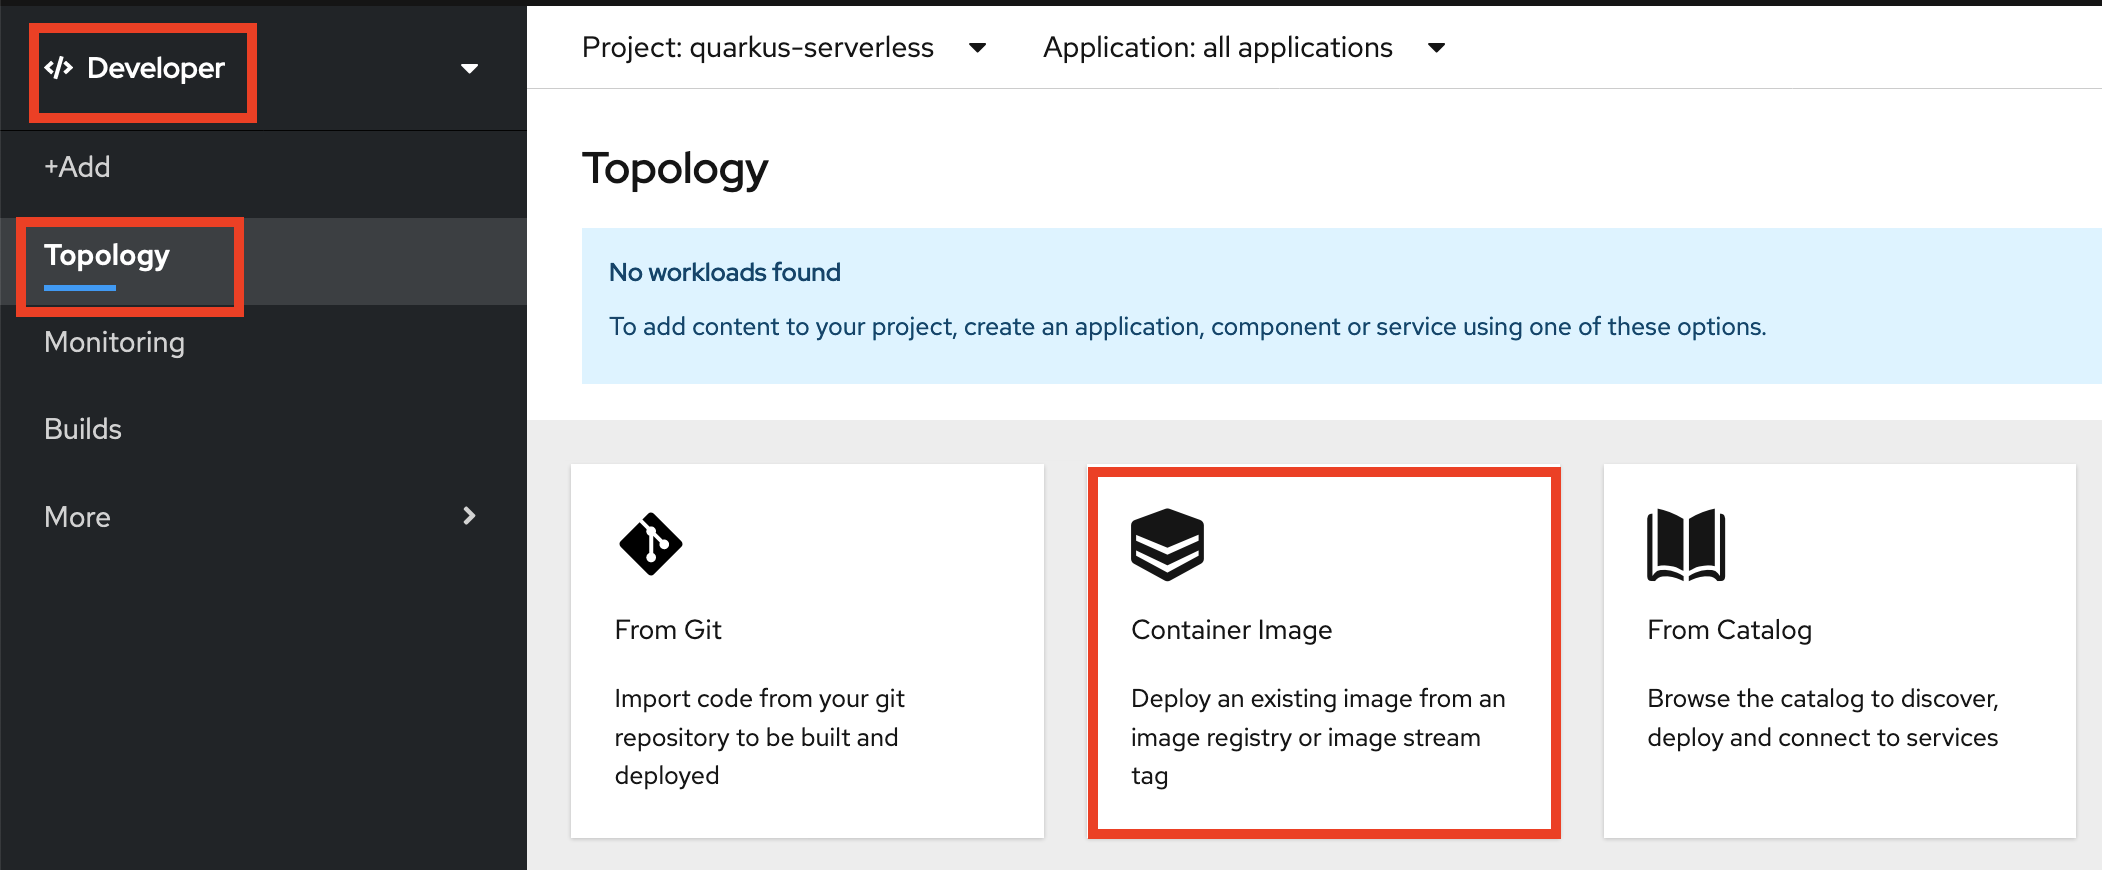 Developer
+Add
Topology
Monitoring
Builds
More
Project: quarkus-serverless
Application: all applications
Topology
No workloads found
To add content to your project, create an application, component or service using one of these options.
From Git
Import code from your git
repository to be built and
deployed
Container Image
Deploy an existing image from an
image registry or image stream
tag
From Catalog
Browse the catalog to discover,
deploy and connect to services